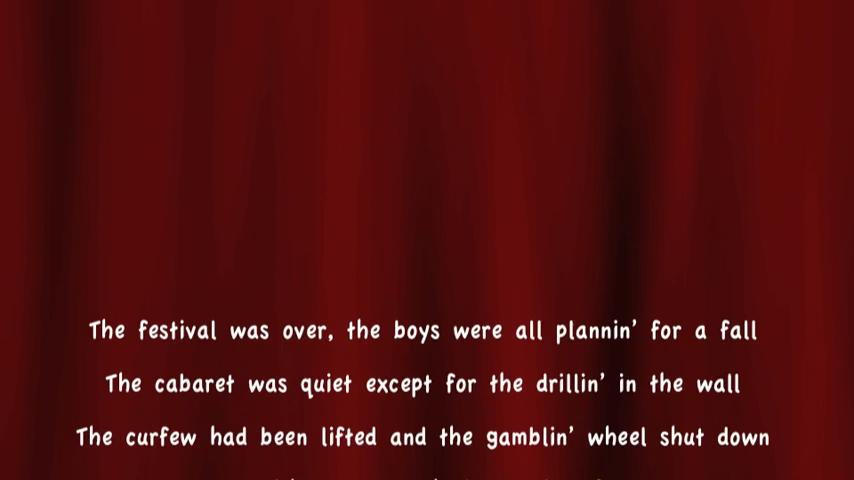 The festival was over, the boys were all plannin’ for a fall
The cabaret was quiet except for the drillin’ in the wall
The curfew had been lifted and the gamblin’ wheel shut down